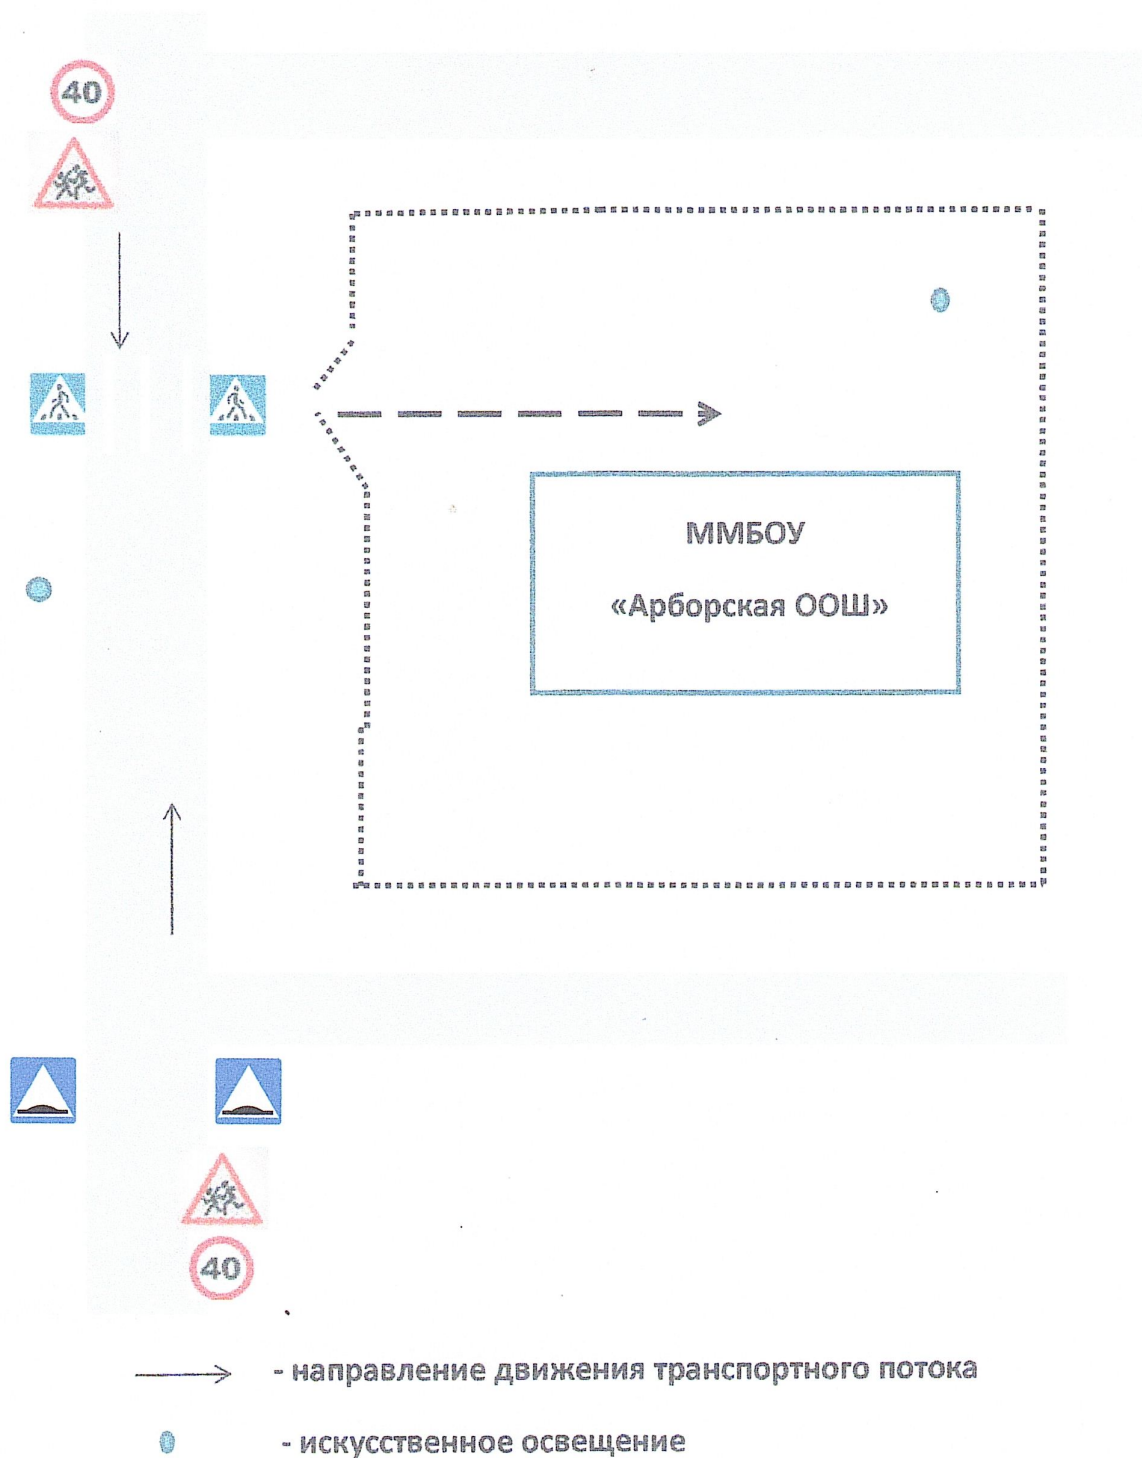 40
ММБОУ
«Арборская ООШ»
40
- направление движения транспортного потока
- искусственное освещение